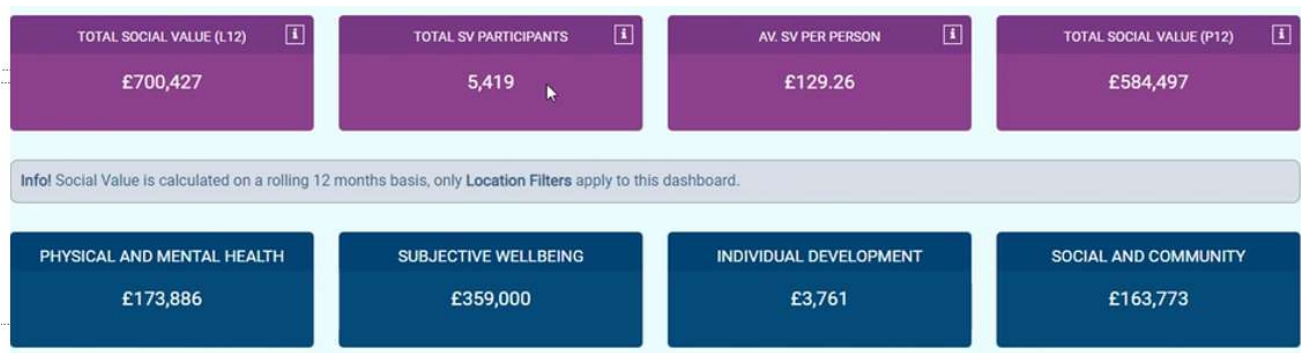 TOTAL SOCIAL VALUE (L12)
TOTAL SV PARTICIPANTS
AV. SV PER PERSON
TOTAL SOCIAL VALUE (P12)
£700,427
5,419
£129.26
£584,497
Info! Social Value is calculated on a rolling 12 months basis, only Location Filters apply to this dashboard.
PHYSICAL AND MENTAL HEALTH
SUBJECTIVE WELLBEING
INDIVIDUAL DEVELOPMENT
SOCIAL AND COMMUNITY
£173,886
£359,000
£3,761
£163,773